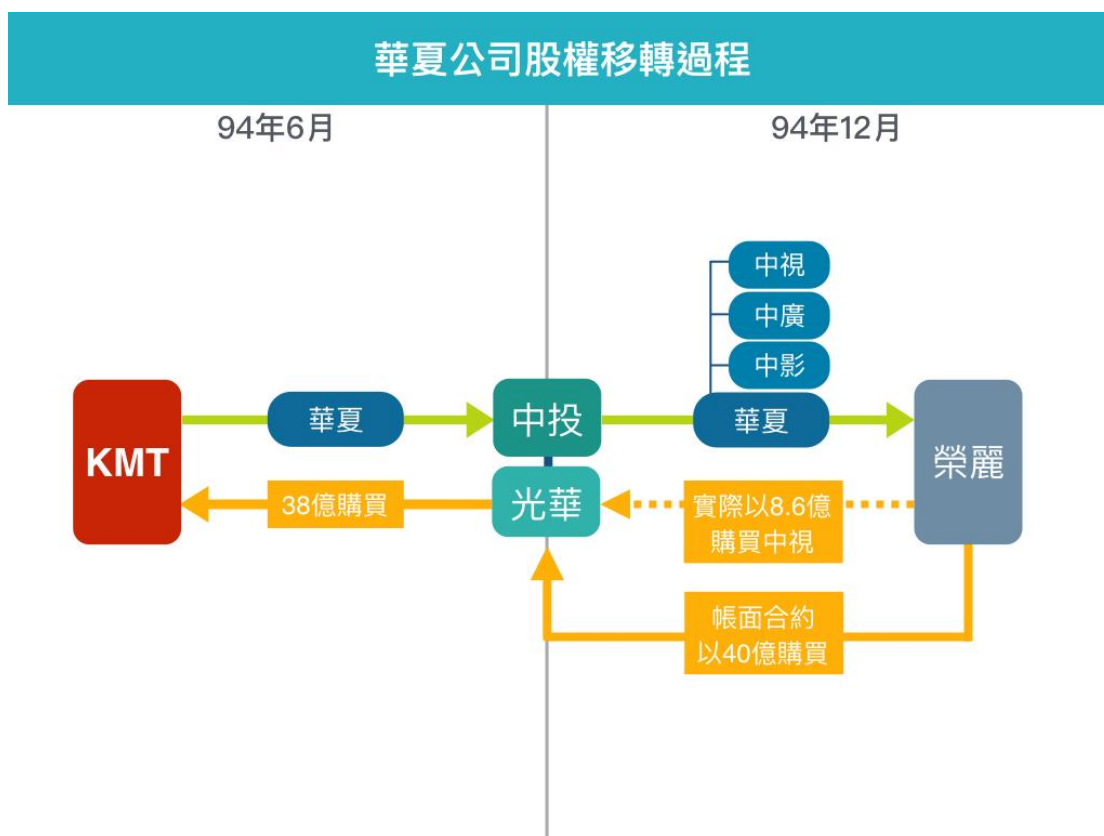 華夏公司股權移轉過程
94年6月
94年12月
中視
中廣
中影
KMT
華夏
中投
華夏
榮麗
38億購買
光華
實際以8.6億
購買中視
帳面合約
以40億購買